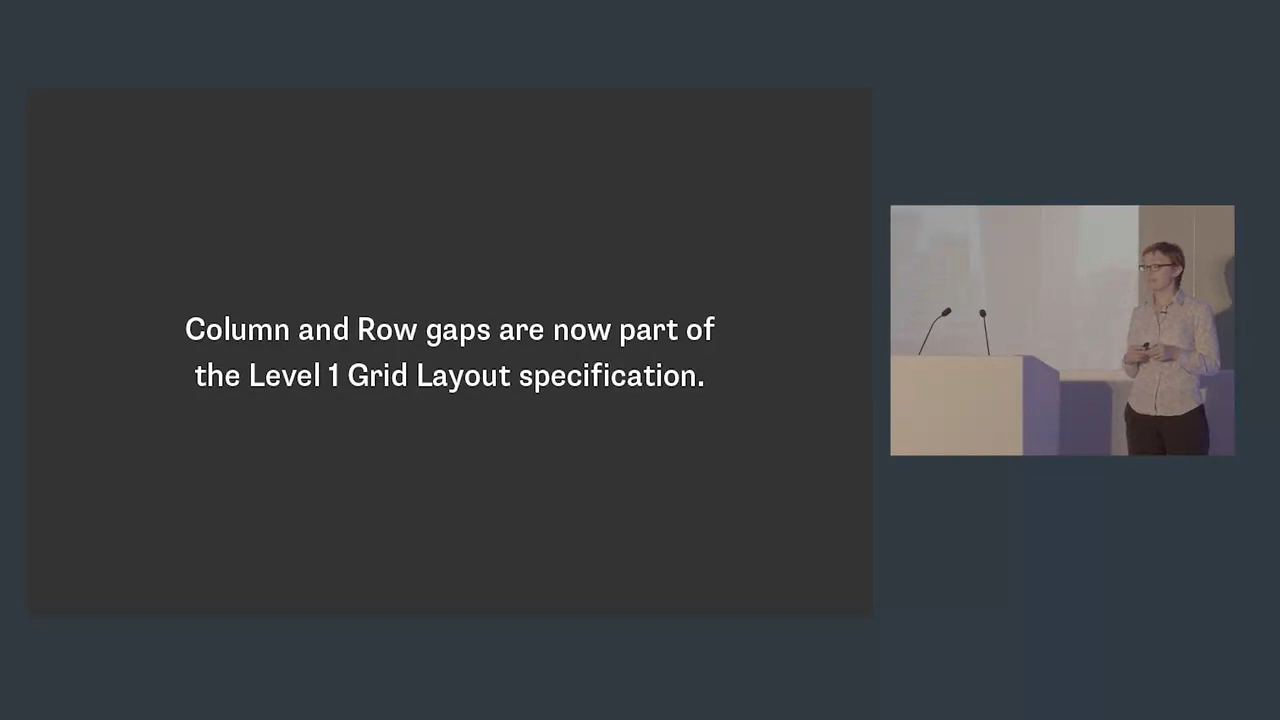 Column and Row gaps are now part of
the Level 1 Grid Layout specification.